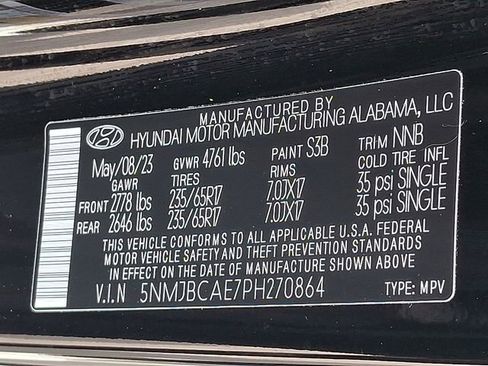 MANUFACTURED BY
HYUNDAI MOTOR MANUFACTURING ALABAMA, LLC
May/08/23 GVWR 4761 lbs PAINT S3B TRIM NNB
GAWR TIRES RIMS COLD TIRE INFL
FRONT 2778 lbs 235/65R17 7.0JX17 35 psi SINGLE
REAR 2646 lbs 235/65R17 7.0JX17 35 psi SINGLE
THIS VEHICLE CONFORMS TO ALL APPLICABLE U.S.A. FEDERAL
MOTOR VEHICLE SAFETY AND THEFT PREVENTION STANDARDS
IN EFFECT ON THE DATE OF MANUFACTURE SHOWN ABOVE
V.I.N 5NMJBCAE7PH270864 TYPE: MPV